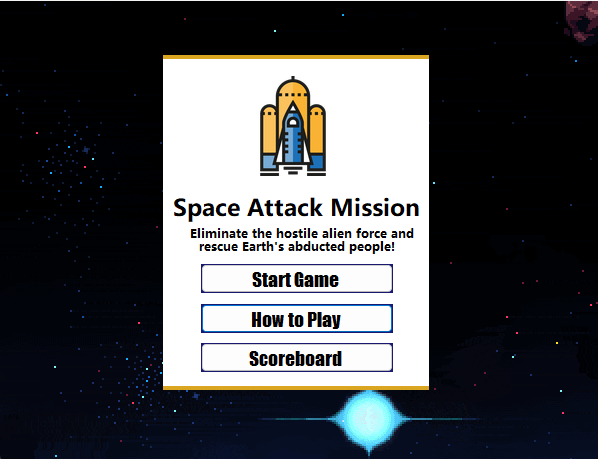 Space Attack Mission
Eliminate the hostile alien force and
rescue Earth's abducted people!
Start Game
How to Play
Scoreboard